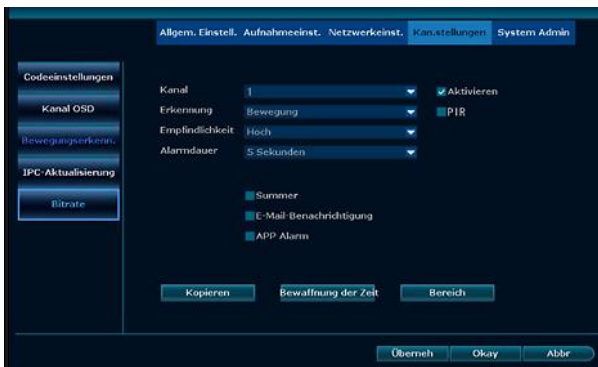 Allgem. Einstell. Aufnahmeeinst. Netzwerkeinst. Kan.stellungen System Admin
Codeeinstellungen
Kanal OSD
Bewegungserkenn.
IPC-Aktualisierung
Bitrate
Kanal 1 Aktivieren
Erkennung Bewegung PIR
Empfindlichkeit Hoch
Alarmdauer 5 Sekunden
Summer
E-Mail-Benachrichtigung
APP Alarm
Kopieren Bewaffnung der Zeit Bereich
Überneh Okay Abbr